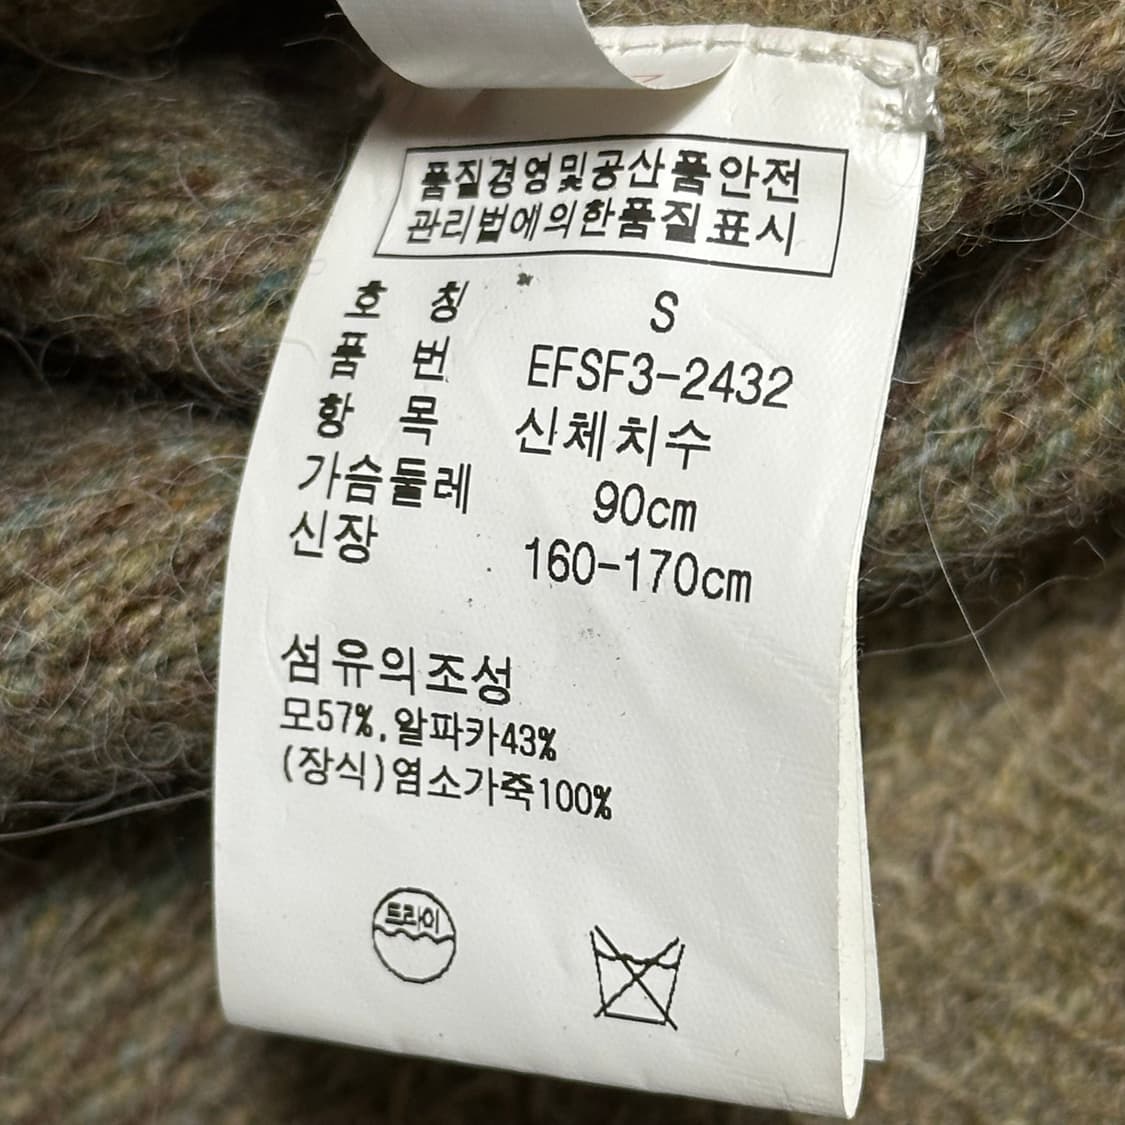 품질경영및공산품안전
관리법에의한품질표시
호 칭 S
품 번 EFSF3-2432
항 목 신체치수
가슴둘레 90cm
신장 160-170cm
섬유의조성
모57%,알파카43%
(장식)염소가죽100%
드라이